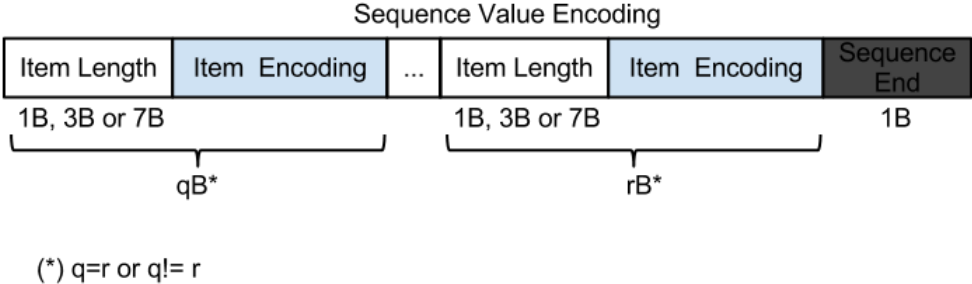 Sequence Value Encoding
Item Length Item Encoding ... Item Length Item Encoding Sequence End
1B, 3B or 7B 1B, 3B or 7B 1B
qB* rB*
(*) q=r or q!= r